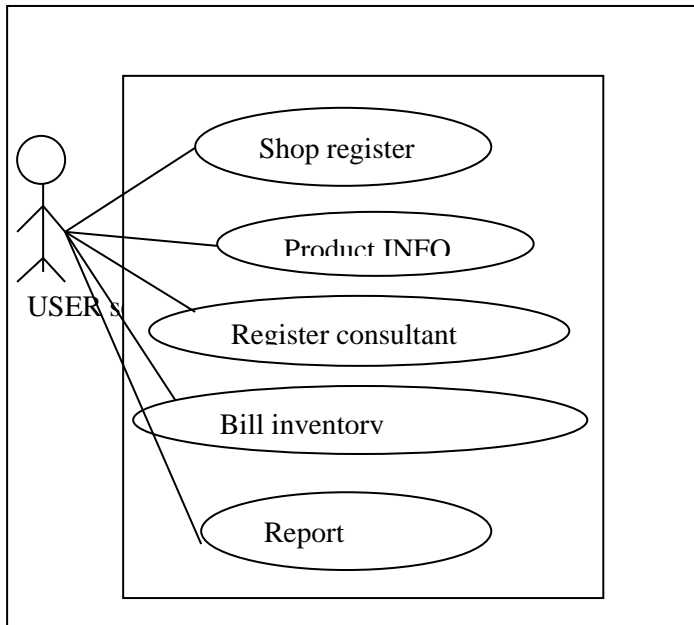 Shop register
Product INFO
USER s
Register consultant
Bill inventory
Report